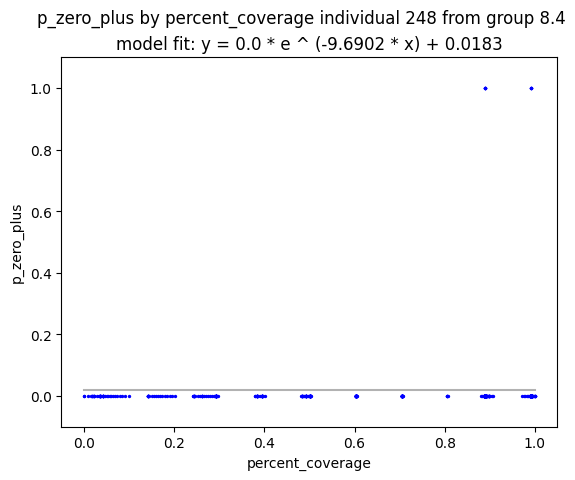 p_zero_plus by percent_coverage individual 248 from group 8.4
model fit: y = 0.0 * e ^ (-9.6902 * x) + 0.0183
1.0
0.8
0.6
0.4
0.2
0.0
p_zero_plus
0.0 0.2 0.4 0.6 0.8 1.0
percent_coverage